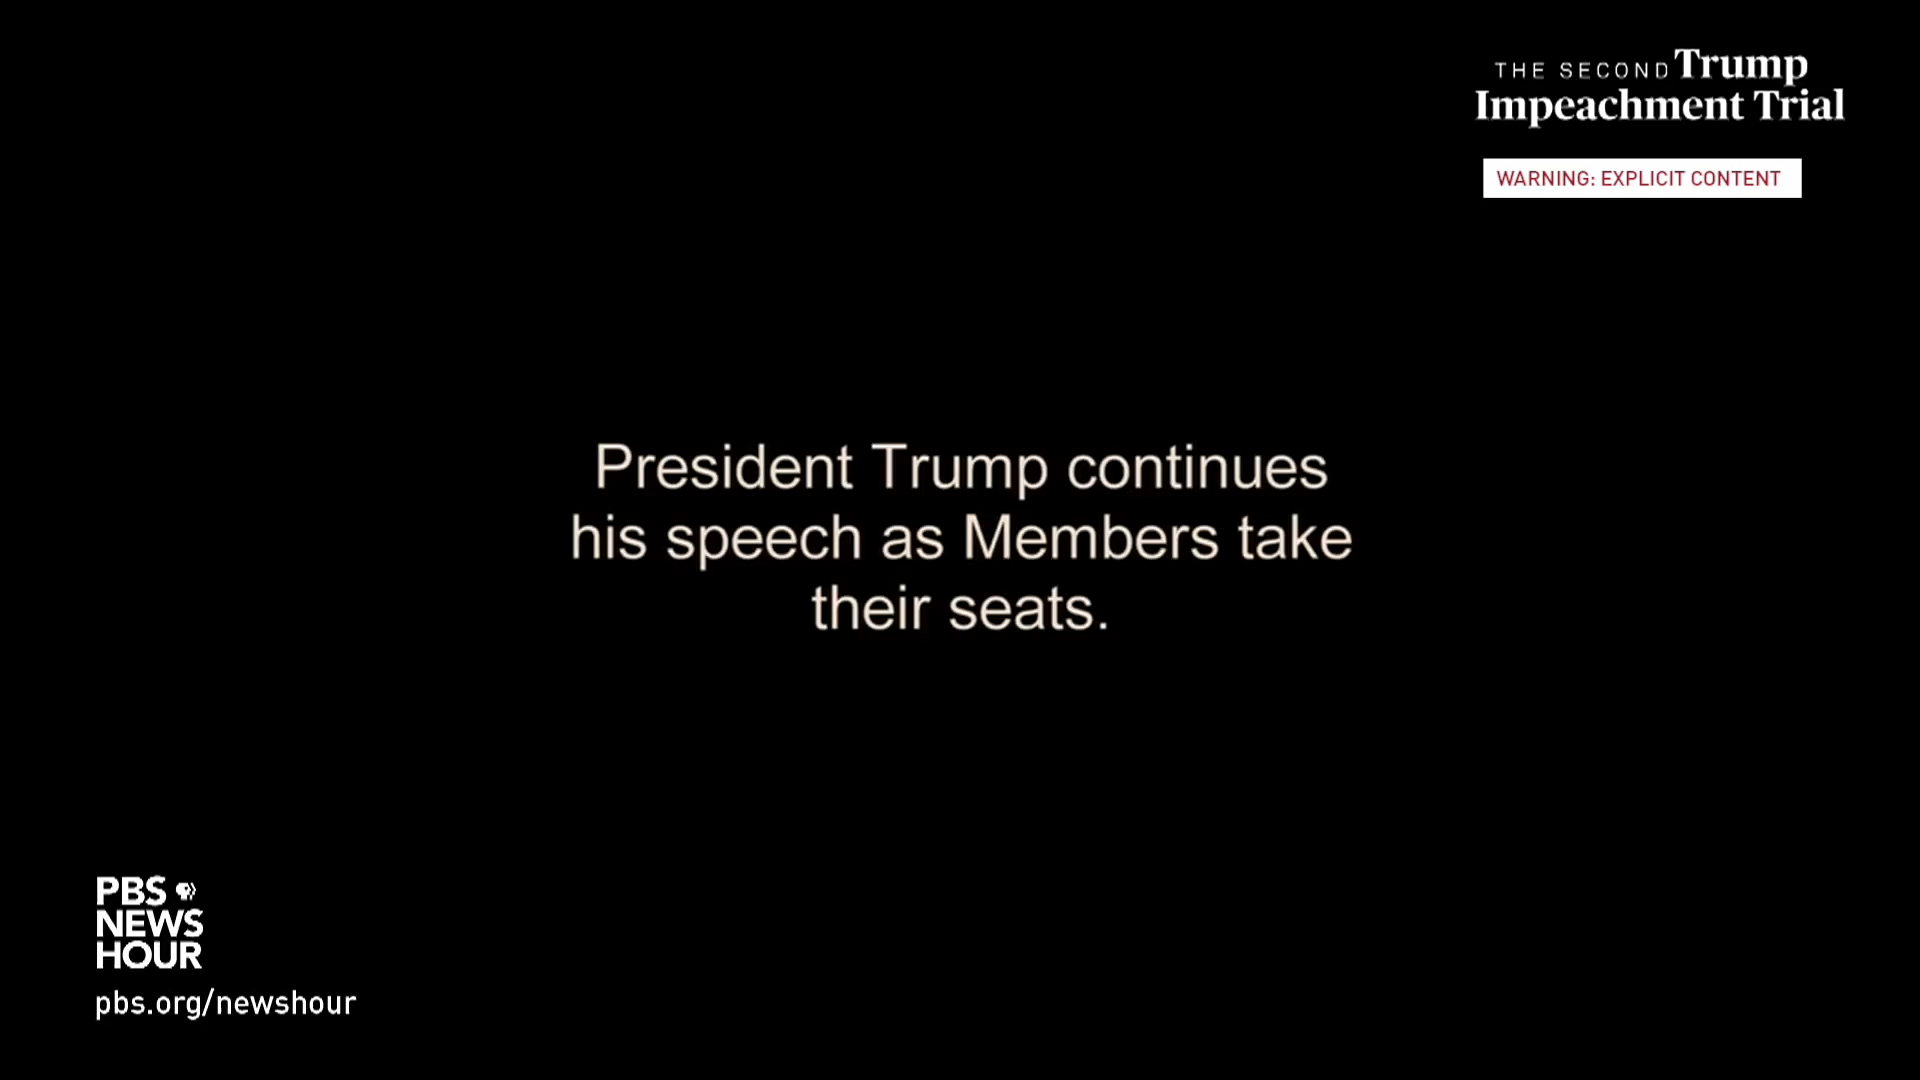 THE SECOND Trump
Impeachment Trial
WARNING: EXPLICIT CONTENT
President Trump continues
his speech as Members take
their seats.
PBS
NEWS
HOUR
pbs.org/newshour